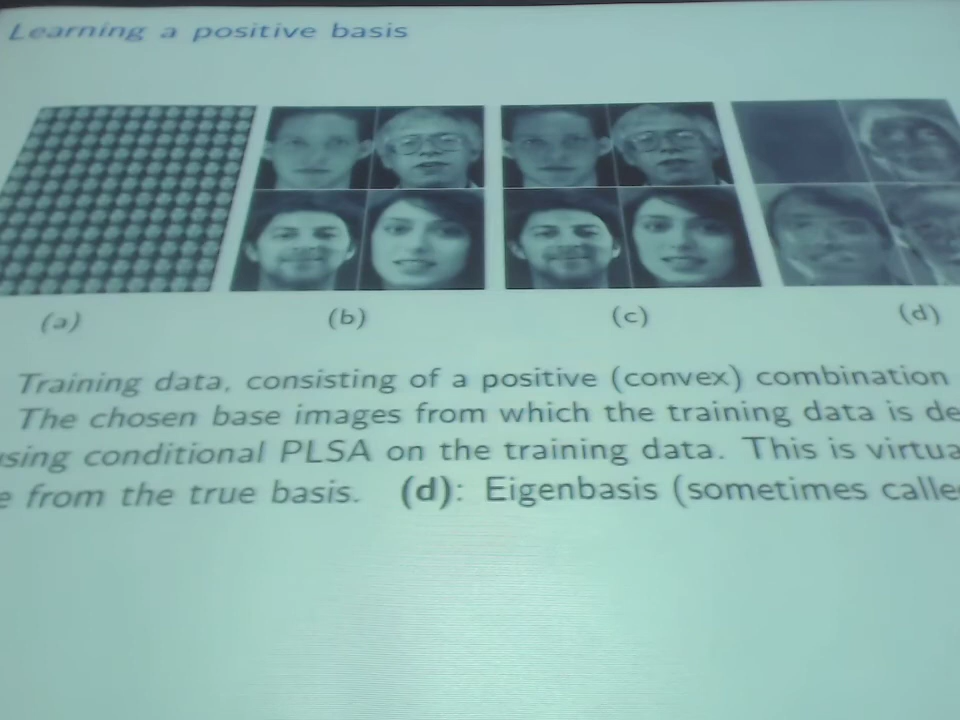 Learning a positive basis
(a) (b) (c) (d)
Training data, consisting of a positive (convex) combination
The chosen base images from which the training data is de
using conditional PLSA on the training data. This is virtua
e from the true basis. (d): Eigenbasis (sometimes calle